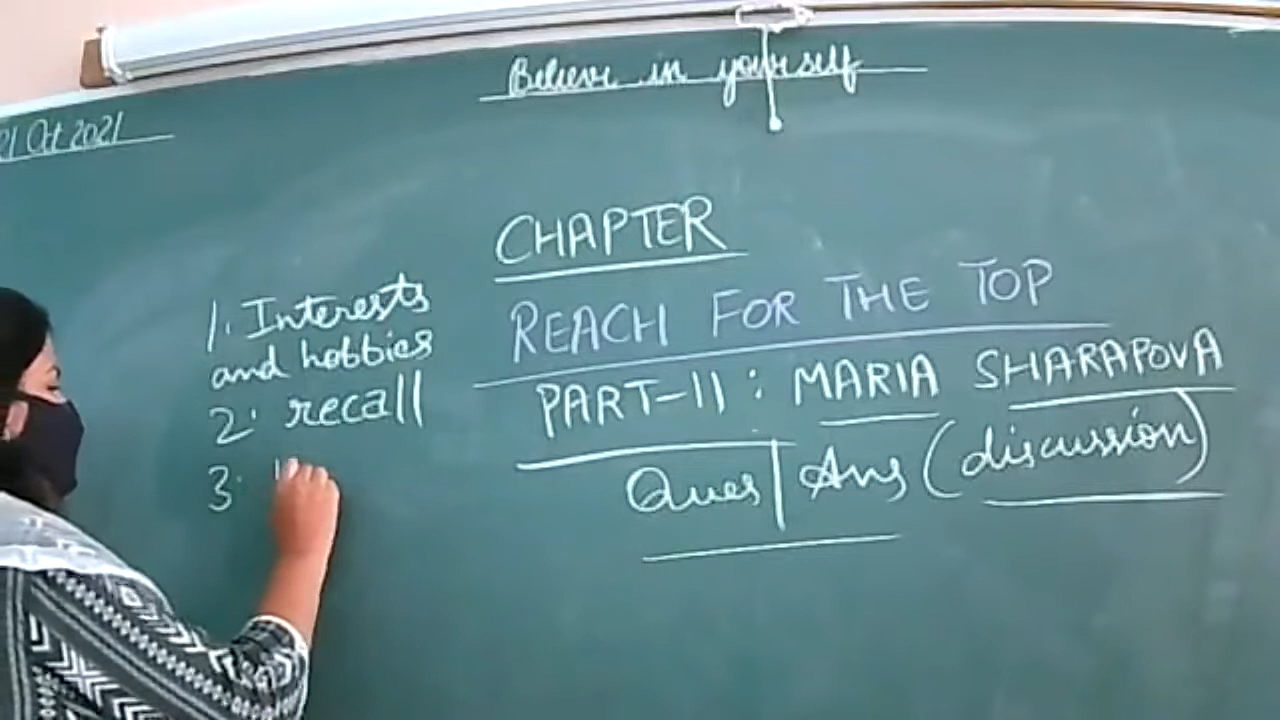 Believe in yourself
21 Oct 2021
CHAPTER
REACH FOR THE TOP
PART-II : MARIA SHARAPOVA
Ques | Ans (discussion)
1. Interests
and hobbies
2. recall
3.